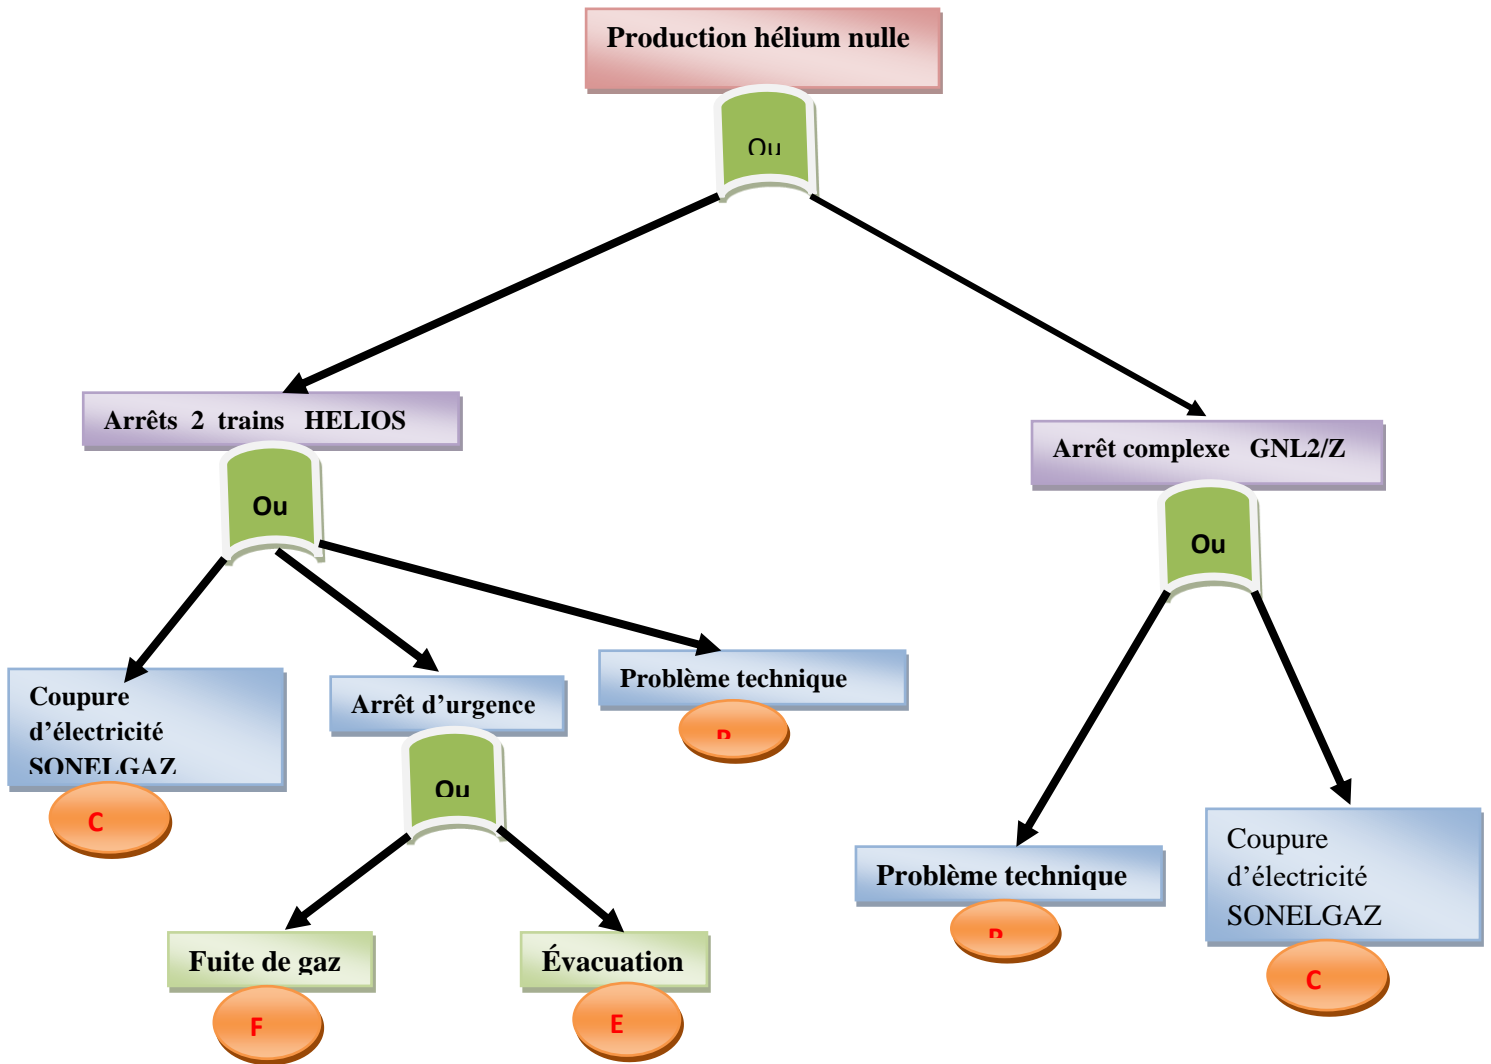 Production hélium nulle
Ou
Arrêts 2 trains HELIOS
Arrêt complexe GNL2/Z
Ou
Ou
Coupure
d’électricité
SONELGAZ
C
Arrêt d’urgence
Problème technique
Ou
Problème technique
Coupure
d’électricité
SONELGAZ
C
Fuite de gaz
F
Évacuation
E